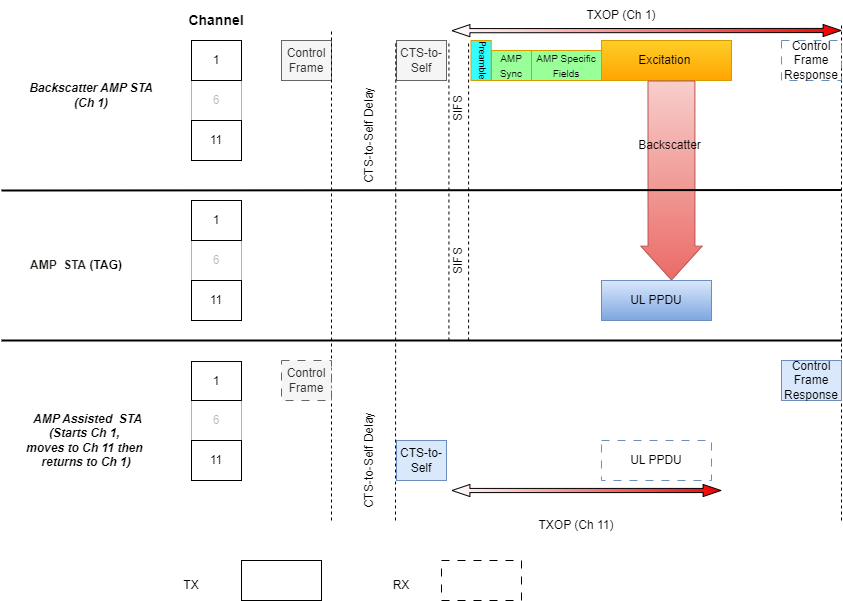 TXOP (Ch 1)
Channel
Backscatter AMP STA
(Ch 1)
1
6
11
Control
Frame
CTS-to-Self Delay
CTS-to-
Self
SIFS
Preamble
AMP
Sync
AMP Specific
Fields
Excitation
Control
Frame
Response
Backscatter
AMP  STA (TAG)
1
6
11
SIFS
UL PPDU
AMP Assisted  STA
(Starts Ch 1,
moves to Ch 11 then
returns to Ch 1)
1
6
11
Control
Frame
CTS-to-Self Delay
CTS-to-
Self
UL PPDU
Control
Frame
Response
TXOP (Ch 11)
TX
RX